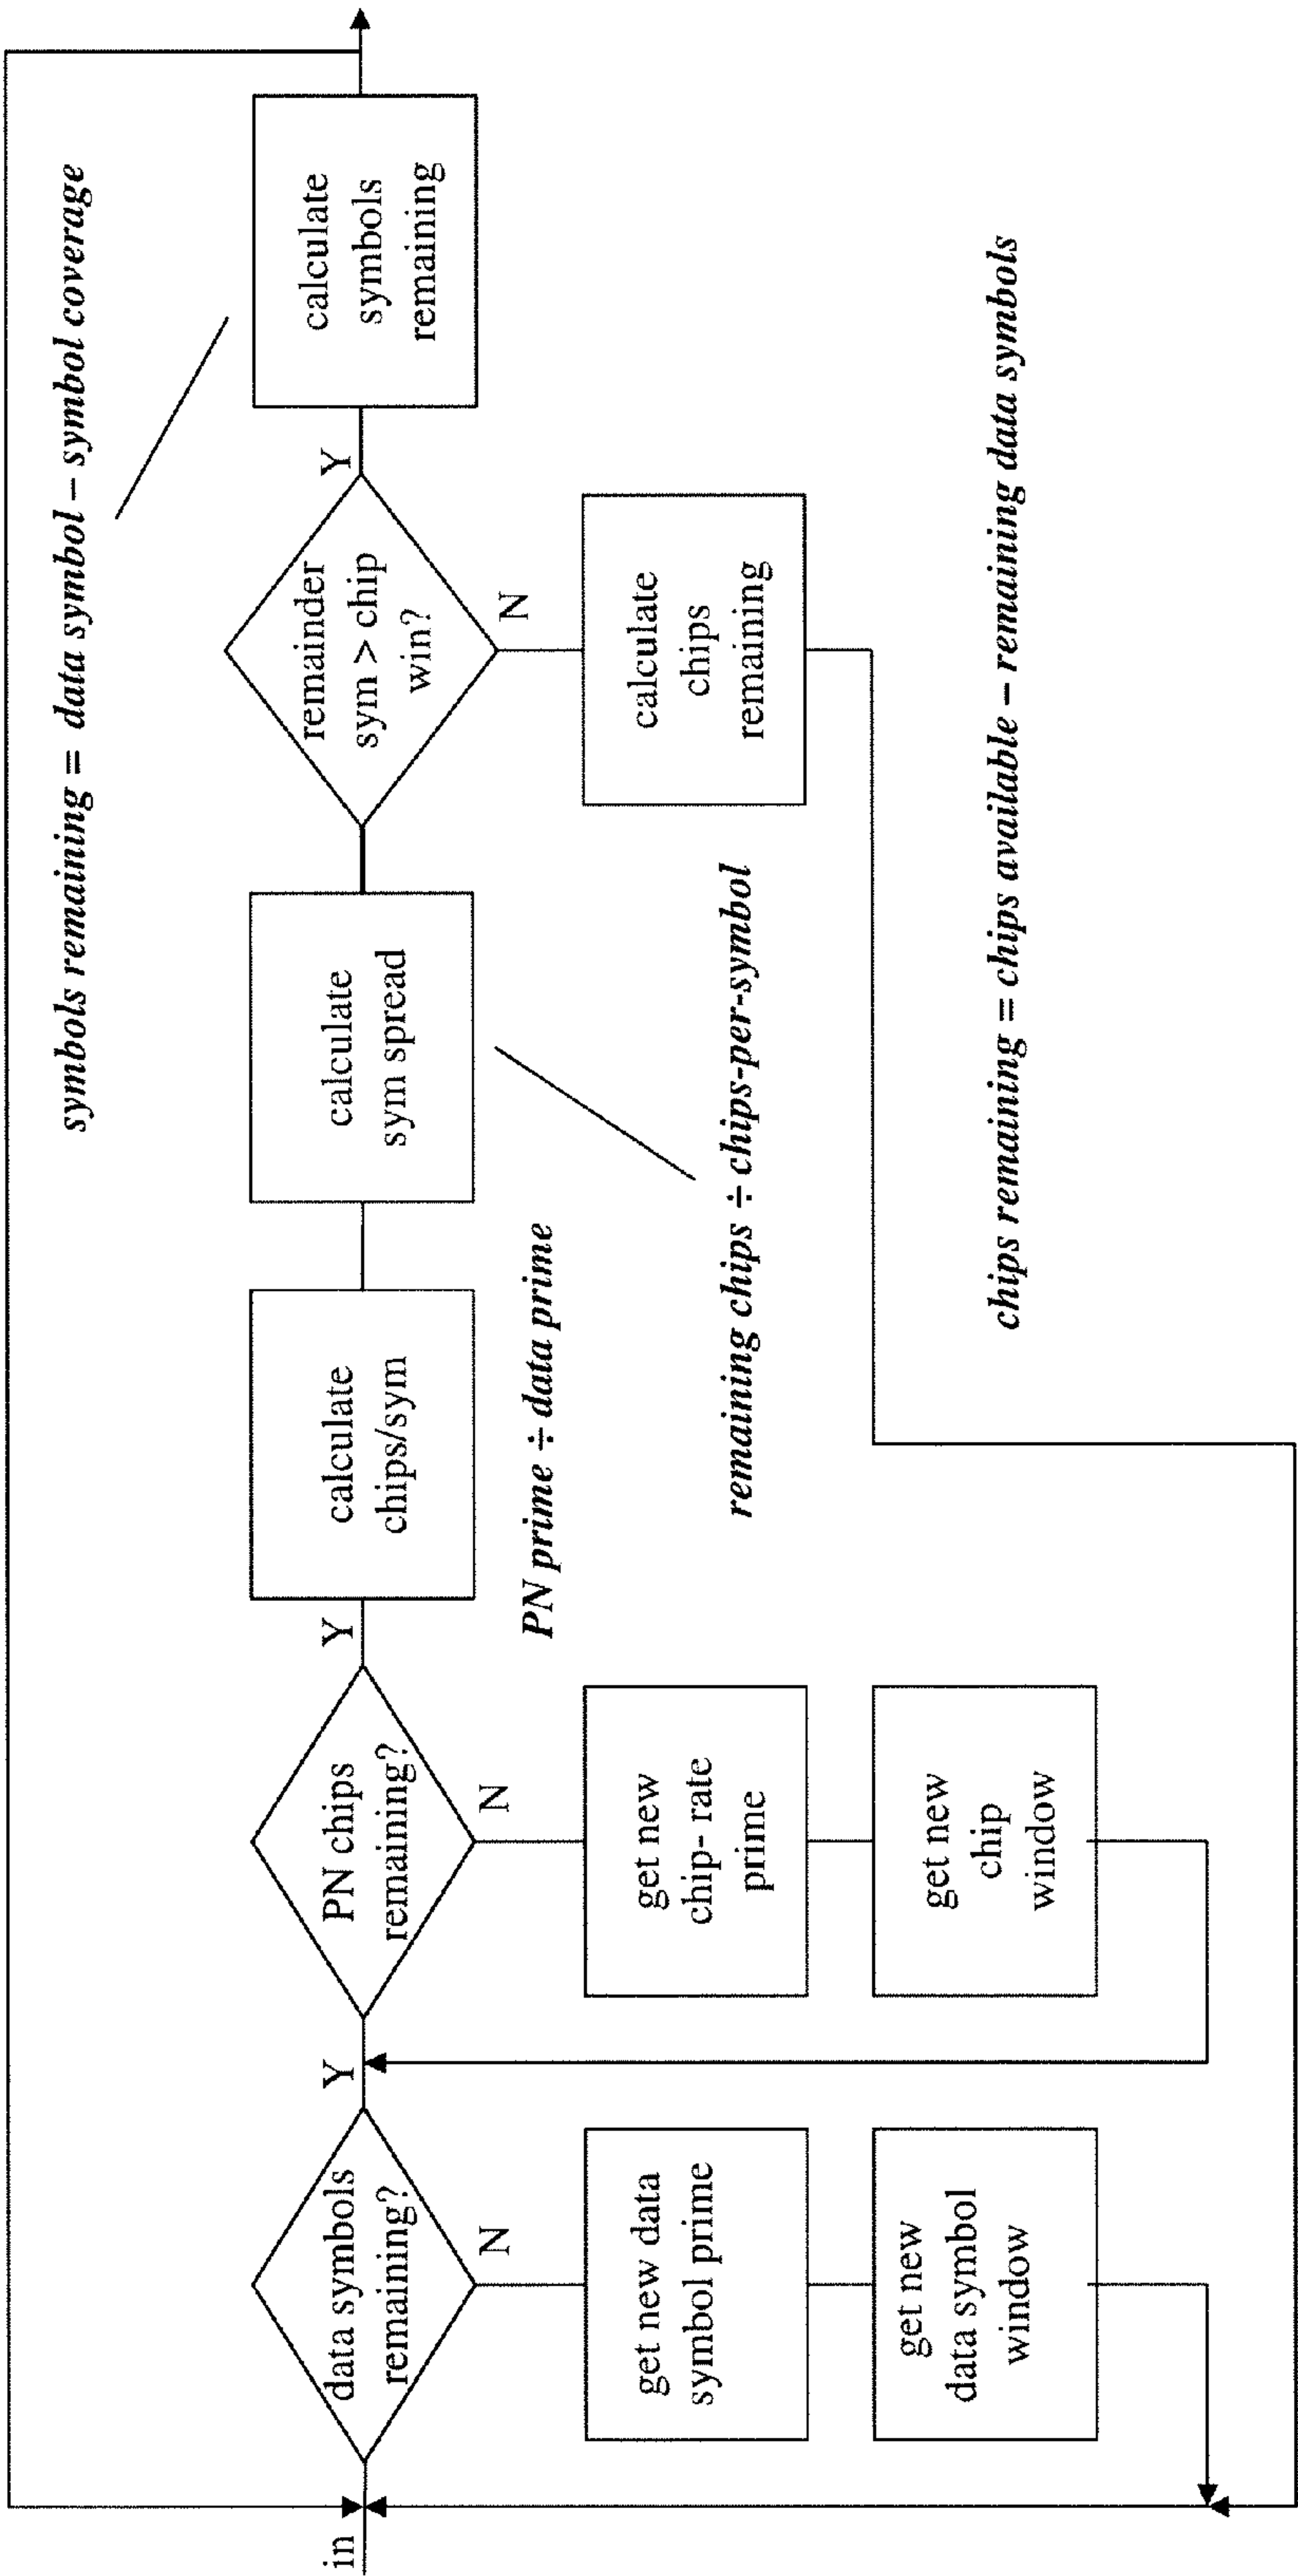 symbols remaining = data symbol – symbol coverage
in
data symbols
remaining?
Y
N
get new data
symbol prime
get new
data symbol
window
PN chips
remaining?
Y
N
get new
chip- rate
prime
get new
chip
window
calculate
chips/sym
PN prime ÷ data prime
calculate
sym spread
remaining chips ÷ chips-per-symbol
remainder
sym > chip
win?
Y
N
calculate
chips
remaining
calculate
symbols
remaining
chips remaining = chips available – remaining data symbols